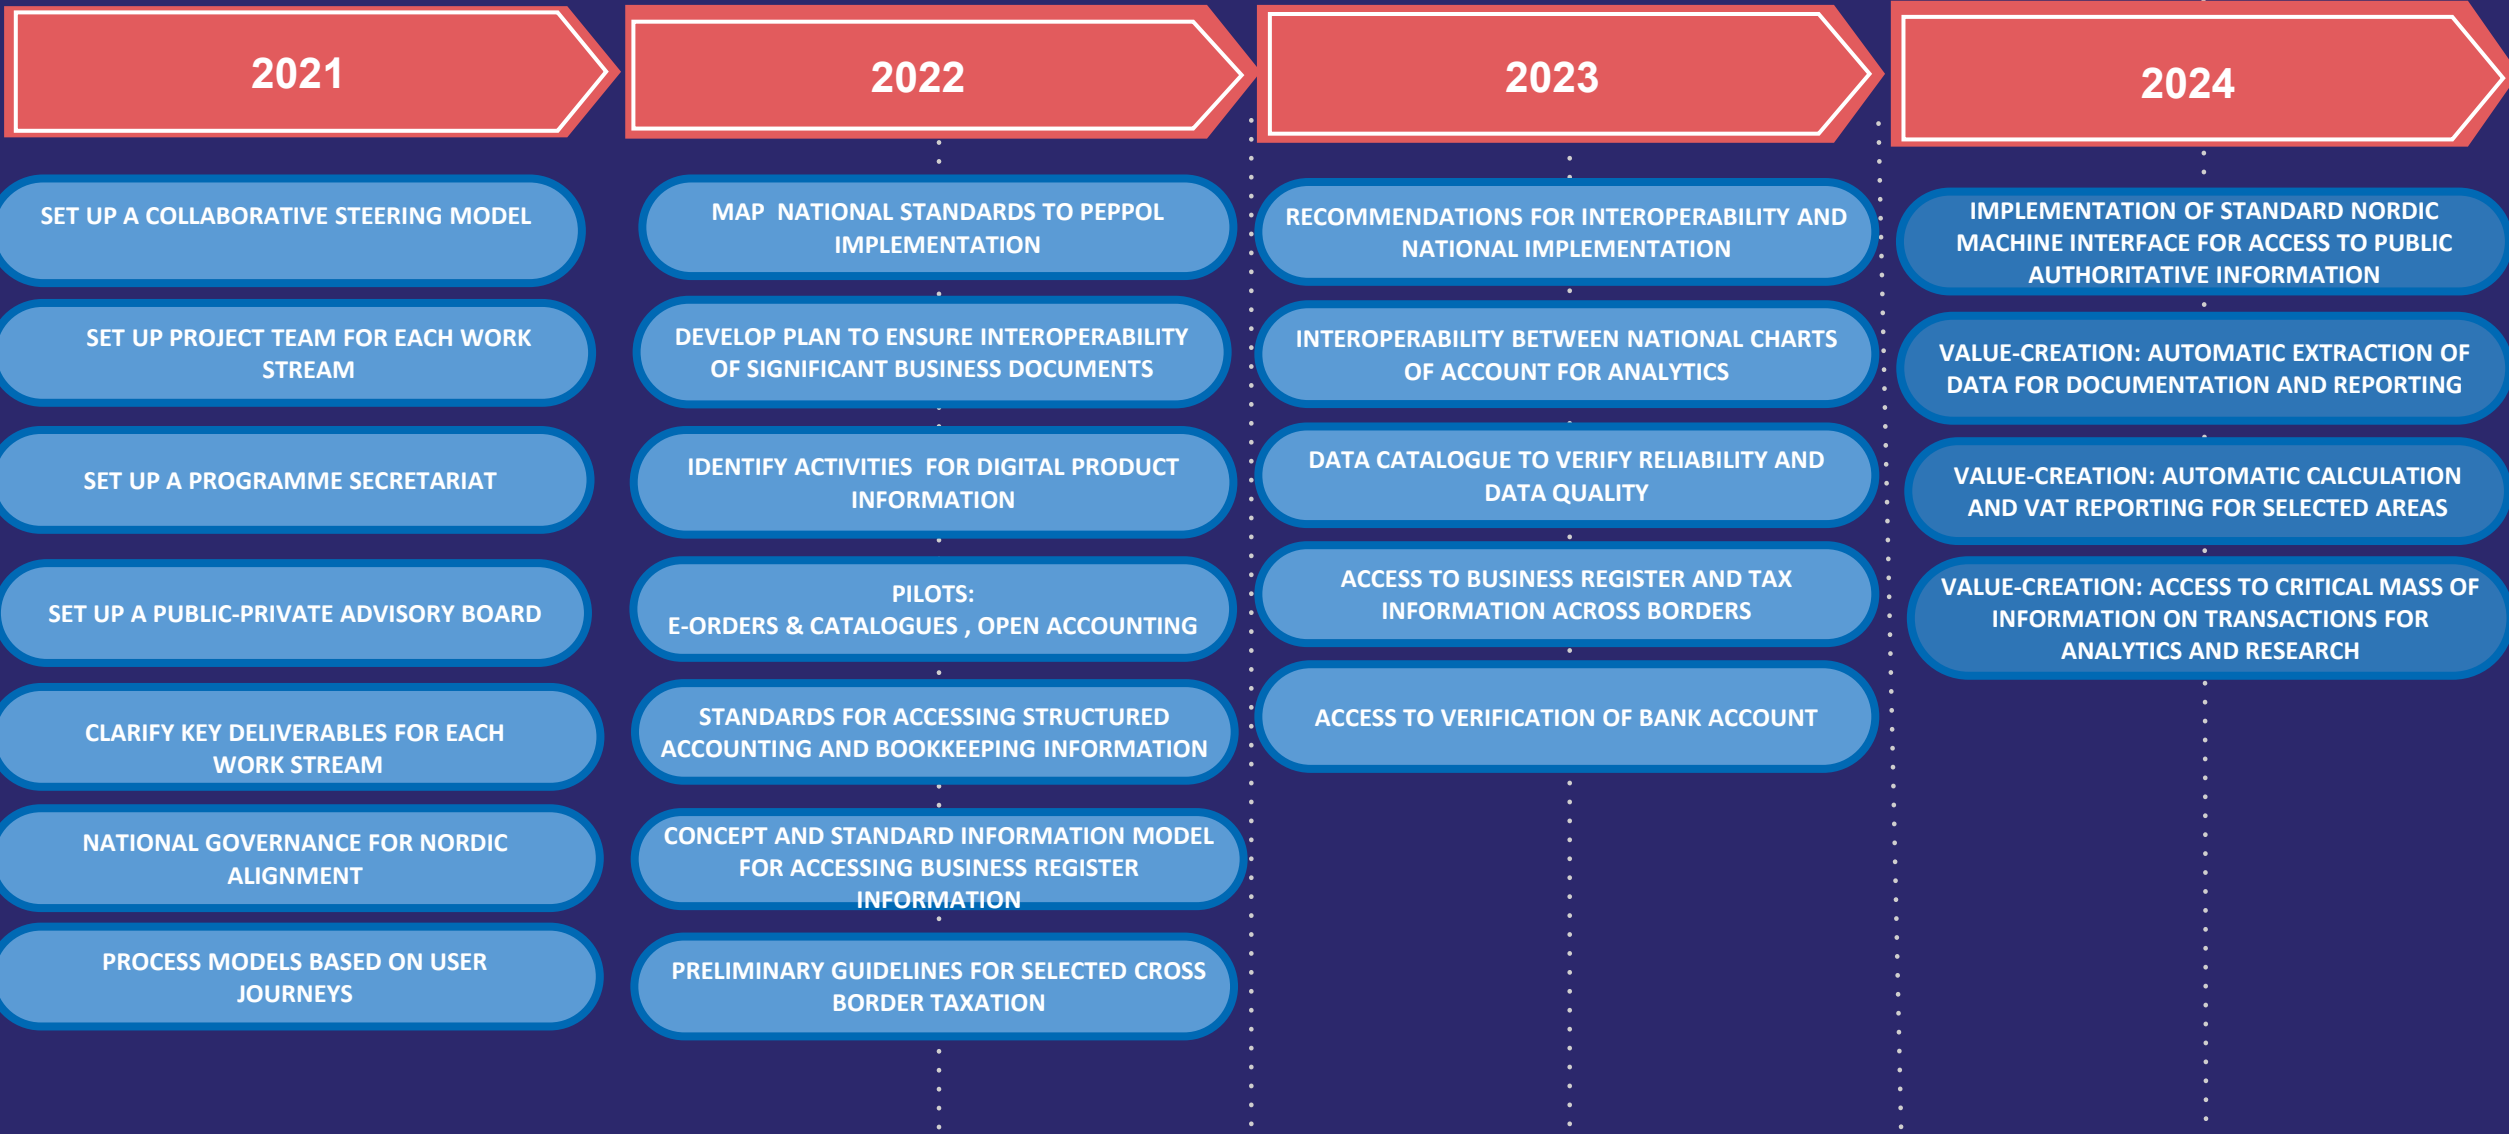 2021
SET UP A COLLABORATIVE STEERING MODEL
SET UP PROJECT TEAM FOR EACH WORK
STREAM
SET UP A PROGRAMME SECRETARIAT
SET UP A PUBLIC-PRIVATE ADVISORY BOARD
CLARIFY KEY DELIVERABLES FOR EACH
WORK STREAM
NATIONAL GOVERNANCE FOR NORDIC
ALIGNMENT
PROCESS MODELS BASED ON USER
JOURNEYS
2022
MAP NATIONAL STANDARDS TO PEPPOL
IMPLEMENTATION
DEVELOP PLAN TO ENSURE INTEROPERABILITY
OF SIGNIFICANT BUSINESS DOCUMENTS
IDENTIFY ACTIVITIES FOR DIGITAL PRODUCT
INFORMATION
PILOTS:
E-ORDERS & CATALOGUES , OPEN ACCOUNTING
STANDARDS FOR ACCESSING STRUCTURED
ACCOUNTING AND BOOKKEEPING INFORMATION
CONCEPT AND STANDARD INFORMATION MODEL
FOR ACCESSING BUSINESS REGISTER
INFORMATION
PRELIMINARY GUIDELINES FOR SELECTED CROSS
BORDER TAXATION
2023
RECOMMENDATIONS FOR INTEROPERABILITY AND
NATIONAL IMPLEMENTATION
INTEROPERABILITY BETWEEN NATIONAL CHARTS
OF ACCOUNT FOR ANALYTICS
DATA CATALOGUE TO VERIFY RELIABILITY AND
DATA QUALITY
ACCESS TO BUSINESS REGISTER AND TAX
INFORMATION ACROSS BORDERS
ACCESS TO VERIFICATION OF BANK ACCOUNT
2024
IMPLEMENTATION OF STANDARD NORDIC
MACHINE INTERFACE FOR ACCESS TO PUBLIC
AUTHORITATIVE INFORMATION
VALUE-CREATION: AUTOMATIC EXTRACTION OF
DATA FOR DOCUMENTATION AND REPORTING
VALUE-CREATION: AUTOMATIC CALCULATION
AND VAT REPORTING FOR SELECTED AREAS
VALUE-CREATION: ACCESS TO CRITICAL MASS OF
INFORMATION ON TRANSACTIONS FOR
ANALYTICS AND RESEARCH